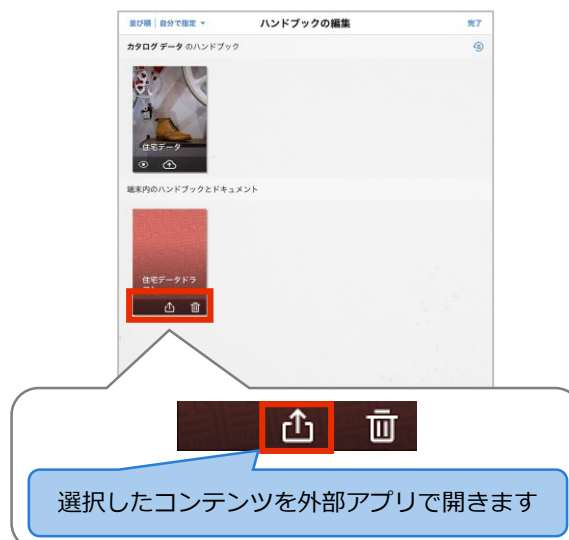 並び順｜自分で指定 ▾
ハンドブックの編集
完了
カタログ データ のハンドブック
住宅データ
端末内のハンドブックとドキュメント
住宅データドラ
選択したコンテンツを外部アプリで開きます